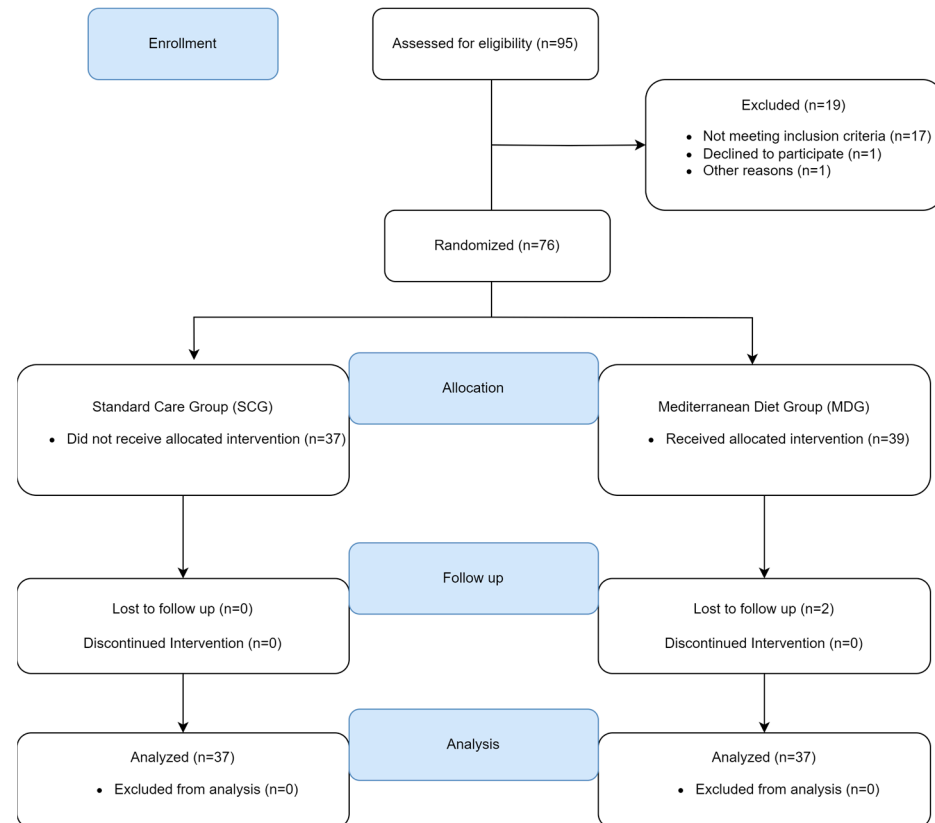 Enrollment
Assessed for eligibility (n=95)
Excluded (n=19)
• Not meeting inclusion criteria (n=17)
• Declined to participate (n=1)
• Other reasons (n=1)
Randomized (n=76)
Allocation
Standard Care Group (SCG)
• Did not receive allocated intervention (n=37)
Mediterranean Diet Group (MDG)
• Received allocated intervention (n=39)
Follow up
Lost to follow up (n=0)
Discontinued Intervention (n=0)
Lost to follow up (n=2)
Discontinued Intervention (n=0)
Analysis
Analyzed (n=37)
• Excluded from analysis (n=0)
Analyzed (n=37)
• Excluded from analysis (n=0)